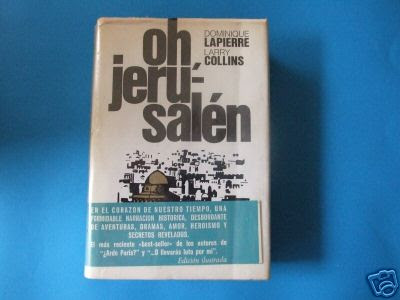 DOMINIQUE
LAPIERRE
LARRY
COLLINS
oh
jeru-
salén
EN EL CORAZON DE NUESTRO TIEMPO, UNA
FORMIDABLE NARRACION HISTORICA, DESBORDANTE
DE AVENTURAS, DRAMAS, AMOR, HEROISMO Y
SECRETOS REVELADOS.
El más reciente «best-seller» de los autores de
"¿Arde París?" y "...O llevarás luto por mí".
Edición ilustrada
eBay